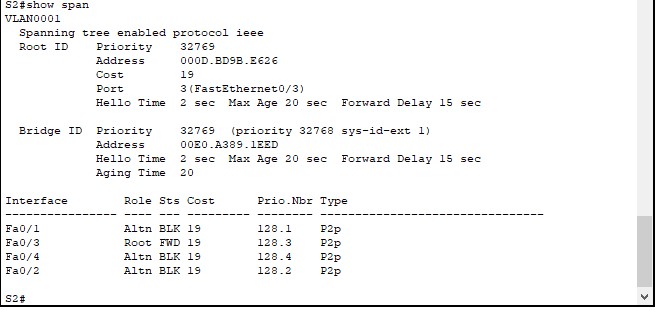 S2#show span
VLAN0001
Spanning tree enabled protocol ieee
Root ID Priority 32769
Address 000D.BD9B.E626
Cost 19
Port 3(FastEthernet0/3)
Hello Time 2 sec Max Age 20 sec Forward Delay 15 sec
Bridge ID Priority 32769 (priority 32768 sys-id-ext 1)
Address 00E0.A389.1EED
Hello Time 2 sec Max Age 20 sec Forward Delay 15 sec
Aging Time 20
Interface Role Sts Cost Prio.Nbr Type
---------------- ---- --- --------- -------- --------------------------------
Fa0/1 Altn BLK 19 128.1 P2p
Fa0/3 Root FWD 19 128.3 P2p
Fa0/4 Altn BLK 19 128.4 P2p
Fa0/2 Altn BLK 19 128.2 P2p
S2#